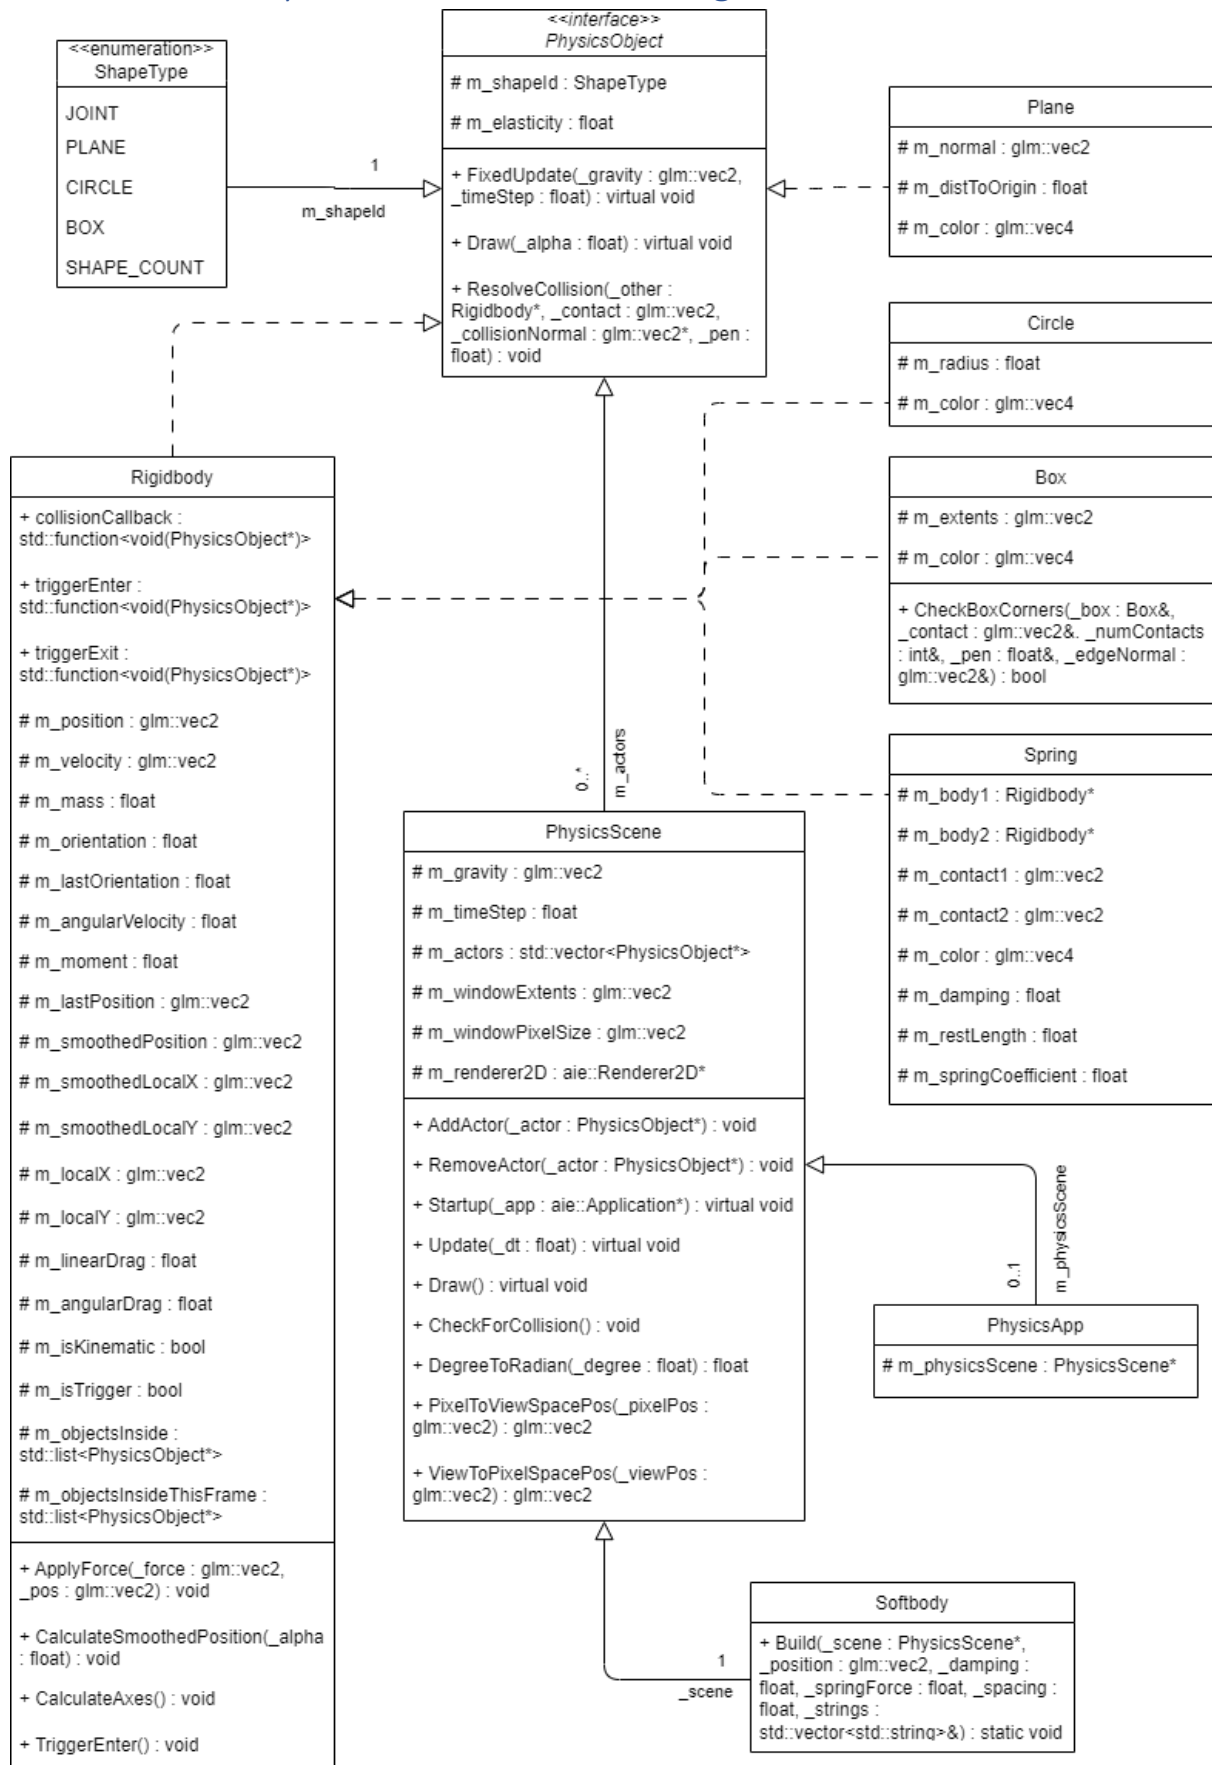 <<enumeration>>
ShapeType
JOINT
PLANE
CIRCLE
BOX
SHAPE_COUNT
1
m_shapeId
<<interface>>
PhysicsObject
# m_shapeId : ShapeType
# m_elasticity : float
+ FixedUpdate(_gravity : glm::vec2,
_timeStep : float) : virtual void
+ Draw(_alpha : float) : virtual void
+ ResolveCollision(_other :
Rigidbody*, _contact : glm::vec2,
_collisionNormal : glm::vec2*, _pen :
float) : void
Plane
# m_normal : glm::vec2
# m_distToOrigin : float
# m_color : glm::vec4
Circle
# m_radius : float
# m_color : glm::vec4
Box
# m_extents : glm::vec2
# m_color : glm::vec4
+ CheckBoxCorners(_box : Box&,
_contact : glm::vec2&. _numContacts
: int&, _pen : float&, _edgeNormal :
glm::vec2&) : bool
Spring
# m_body1 : Rigidbody*
# m_body2 : Rigidbody*
# m_contact1 : glm::vec2
# m_contact2 : glm::vec2
# m_color : glm::vec4
# m_damping : float
# m_restLength : float
# m_springCoefficient : float
Rigidbody
+ collisionCallback :
std::function<void(PhysicsObject*)>
+ triggerEnter :
std::function<void(PhysicsObject*)>
+ triggerExit :
std::function<void(PhysicsObject*)>
# m_position : glm::vec2
# m_velocity : glm::vec2
# m_mass : float
# m_orientation : float
# m_lastOrientation : float
# m_angularVelocity : float
# m_moment : float
# m_lastPosition : glm::vec2
# m_smoothedPosition : glm::vec2
# m_smoothedLocalX : glm::vec2
# m_smoothedLocalY : glm::vec2
# m_localX : glm::vec2
# m_localY : glm::vec2
# m_linearDrag : float
# m_angularDrag : float
# m_isKinematic : bool
# m_isTrigger : bool
# m_objectsInside :
std::list<PhysicsObject*>
# m_objectsInsideThisFrame :
std::list<PhysicsObject*>
+ ApplyForce(_force : glm::vec2,
_pos : glm::vec2) : void
+ CalculateSmoothedPosition(_alpha
: float) : void
+ CalculateAxes() : void
+ TriggerEnter() : void
0..*
m_actors
PhysicsScene
# m_gravity : glm::vec2
# m_timeStep : float
# m_actors : std::vector<PhysicsObject*>
# m_windowExtents : glm::vec2
# m_windowPixelSize : glm::vec2
# m_renderer2D : aie::Renderer2D*
+ AddActor(_actor : PhysicsObject*) : void
+ RemoveActor(_actor : PhysicsObject*) : void
+ Startup(_app : aie::Application*) : virtual void
+ Update(_dt : float) : virtual void
+ Draw() : virtual void
+ CheckForCollision() : void
+ DegreeToRadian(_degree : float) : float
+ PixelToViewSpacePos(_pixelPos :
glm::vec2) : glm::vec2
+ ViewToPixelSpacePos(_viewPos :
glm::vec2) : glm::vec2
0..1
m_physicsScene
PhysicsApp
# m_physicsScene : PhysicsScene*
1
_scene
Softbody
+ Build(_scene : PhysicsScene*,
_position : glm::vec2, _damping :
float, _springForce : float, _spacing :
float, _strings :
std::vector<std::string>&) : static void